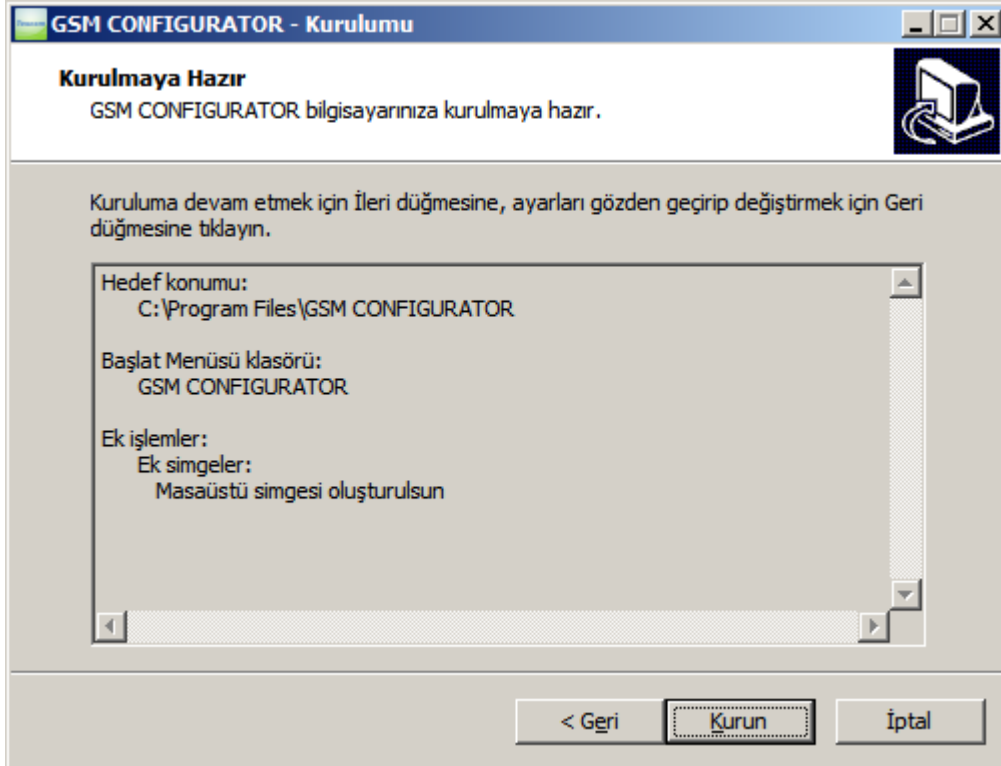 GSM CONFIGURATOR - Kurulumu
Kurulmaya Hazır
GSM CONFIGURATOR bilgisayarınıza kurulmaya hazır.
Kuruluma devam etmek için İleri düğmesine, ayarları gözden geçirip değiştirmek için Geri
düğmesine tıklayın.
Hedef konumu:
C:\Program Files\GSM CONFIGURATOR
Başlat Menüsü klasörü:
GSM CONFIGURATOR
Ek işlemler:
Ek simgeler:
Masaüstü simgesi oluşturulsun
< Geri
Kurun
İptal